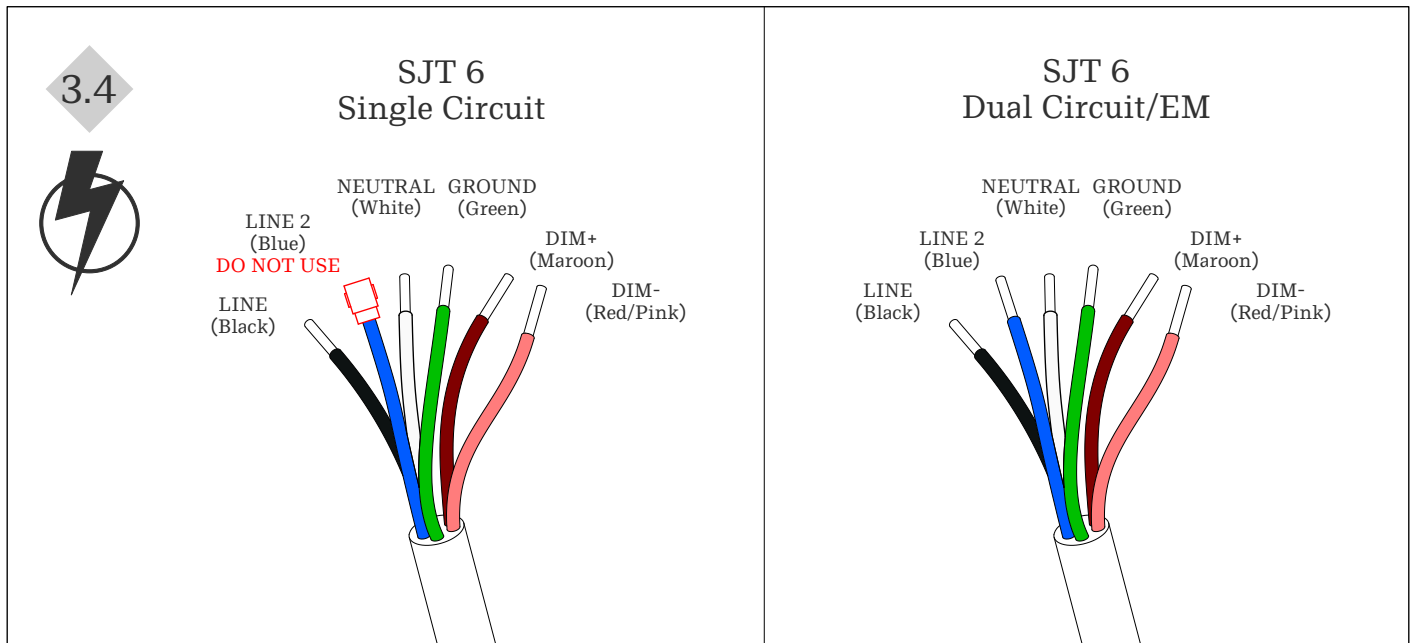 3.4
SJT 6
Single Circuit
NEUTRAL
(White)
GROUND
(Green)
LINE 2
(Blue)
DO NOT USE
DIM+
(Maroon)
LINE
(Black)
DIM-
(Red/Pink)
SJT 6
Dual Circuit/EM
NEUTRAL
(White)
GROUND
(Green)
LINE 2
(Blue)
DIM+
(Maroon)
LINE
(Black)
DIM-
(Red/Pink)